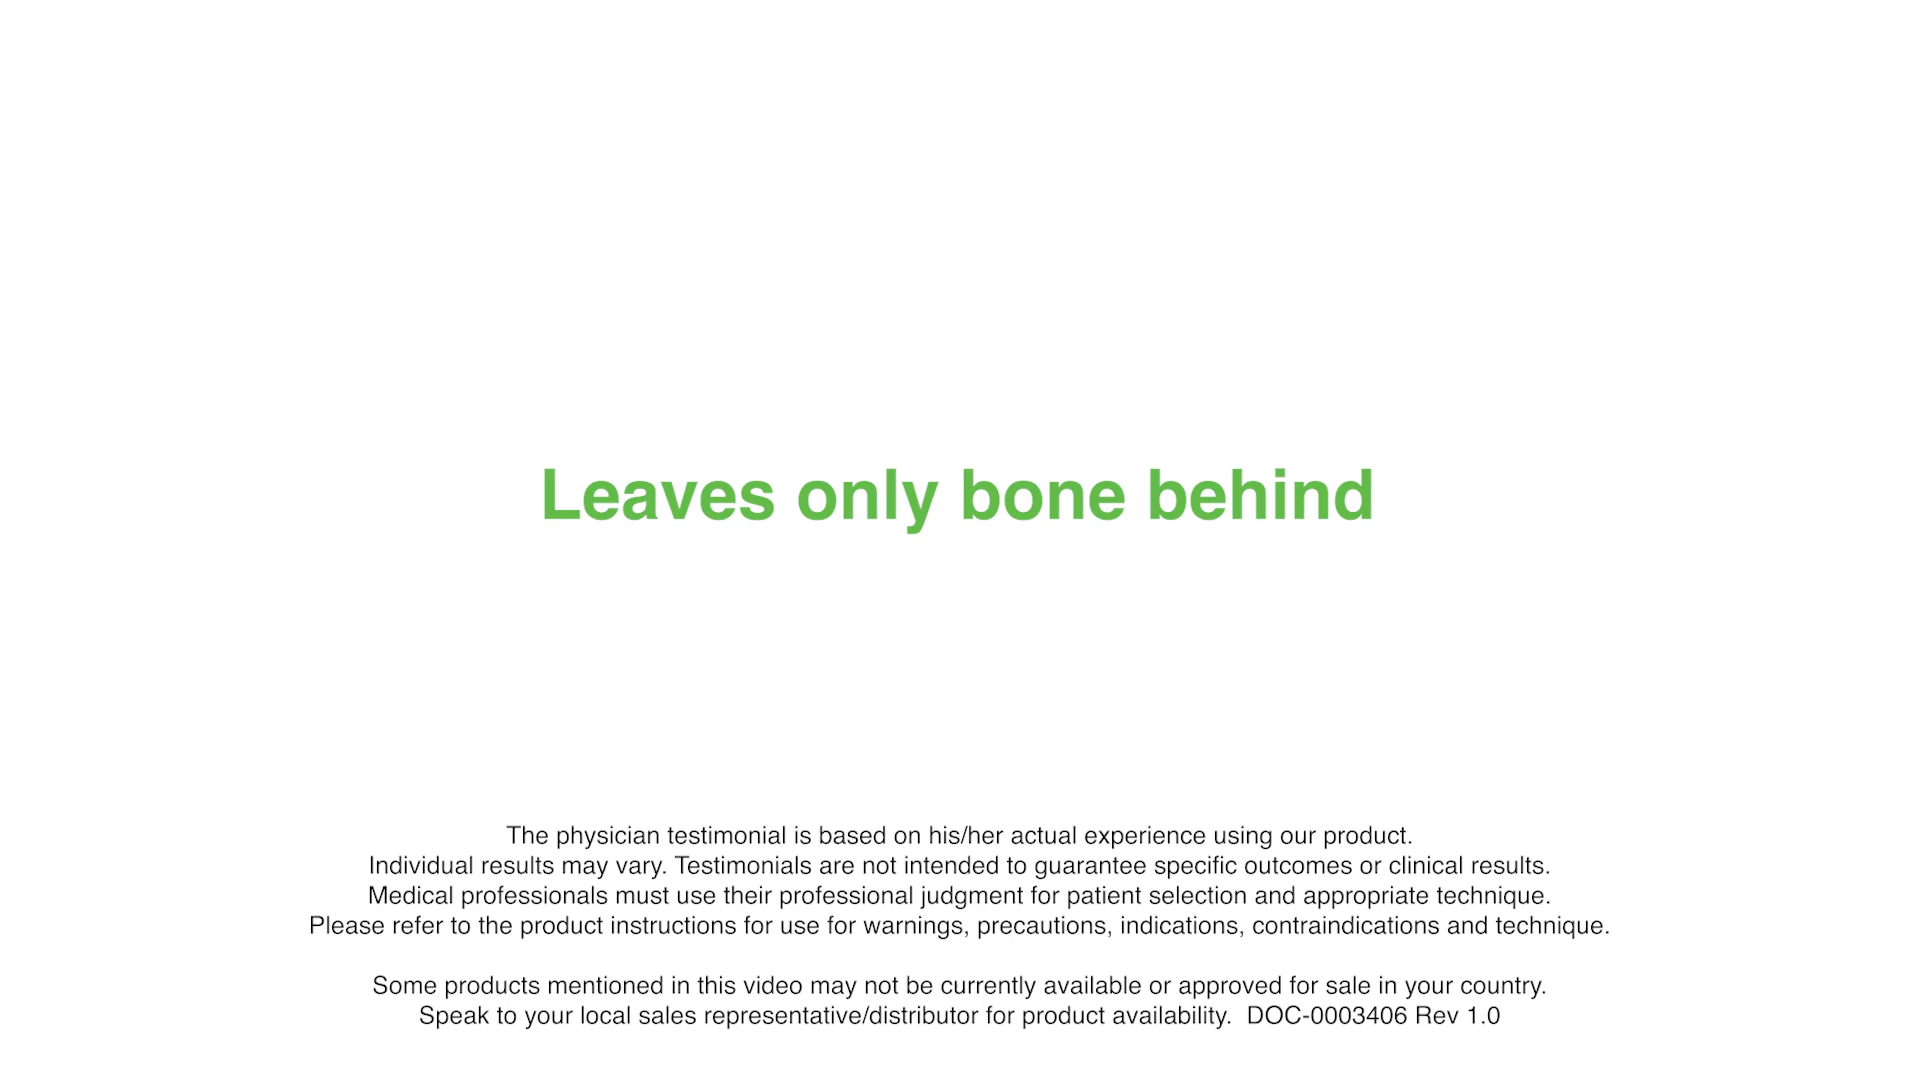 Leaves only bone behind
The physician testimonial is based on his/her actual experience using our product.
Individual results may vary. Testimonials are not intended to guarantee specific outcomes or clinical results.
Medical professionals must use their professional judgment for patient selection and appropriate technique.
Please refer to the product instructions for use for warnings, precautions, indications, contraindications and technique.
Some products mentioned in this video may not be currently available or approved for sale in your country.
Speak to your local sales representative/distributor for product availability.  DOC-0003406 Rev 1.0